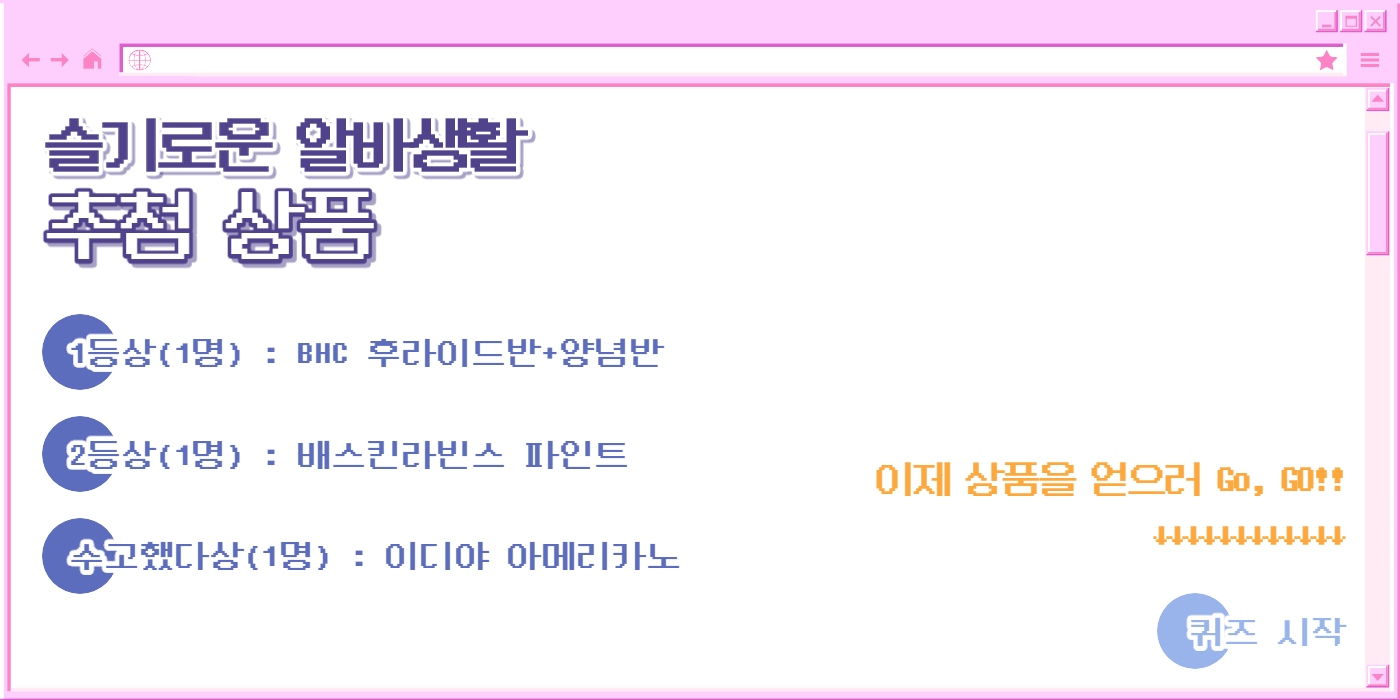 슬기로운 알바생활
추첨 상품
1등상(1명) : BHC 후라이드반+양념반
2등상(1명) : 배스킨라빈스 파인트
수고했다상(1명) : 이디야 아메리카노
이제 상품을 얻으러 Go, GO!!
↓↓↓↓↓↓↓↓↓↓↓↓
퀴즈 시작